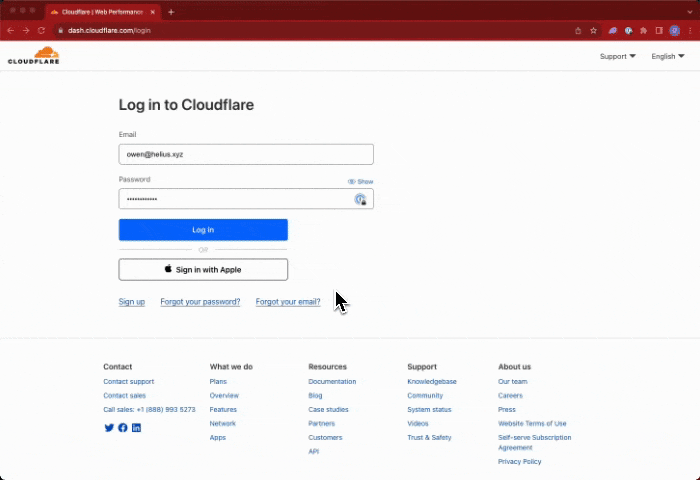 Cloudflare | Web Performance
dash.cloudflare.com/login
CLOUDFLARE
Support
English
Log in to Cloudflare
Email
owen@helius.xyz
Password
Show
••••••••••••
Log in
OR
Sign in with Apple
Sign up
Forgot your password?
Forgot your email?
Contact
Contact support
Contact sales
Call sales: +1 (888) 993 5273
What we do
Plans
Overview
Features
Network
Apps
Resources
Documentation
Blog
Case studies
Partners
Customers
API
Support
Knowledgebase
Community
System status
Videos
Trust & Safety
About us
Our team
Careers
Press
Website Terms of Use
Self-serve Subscription
Agreement
Privacy Policy